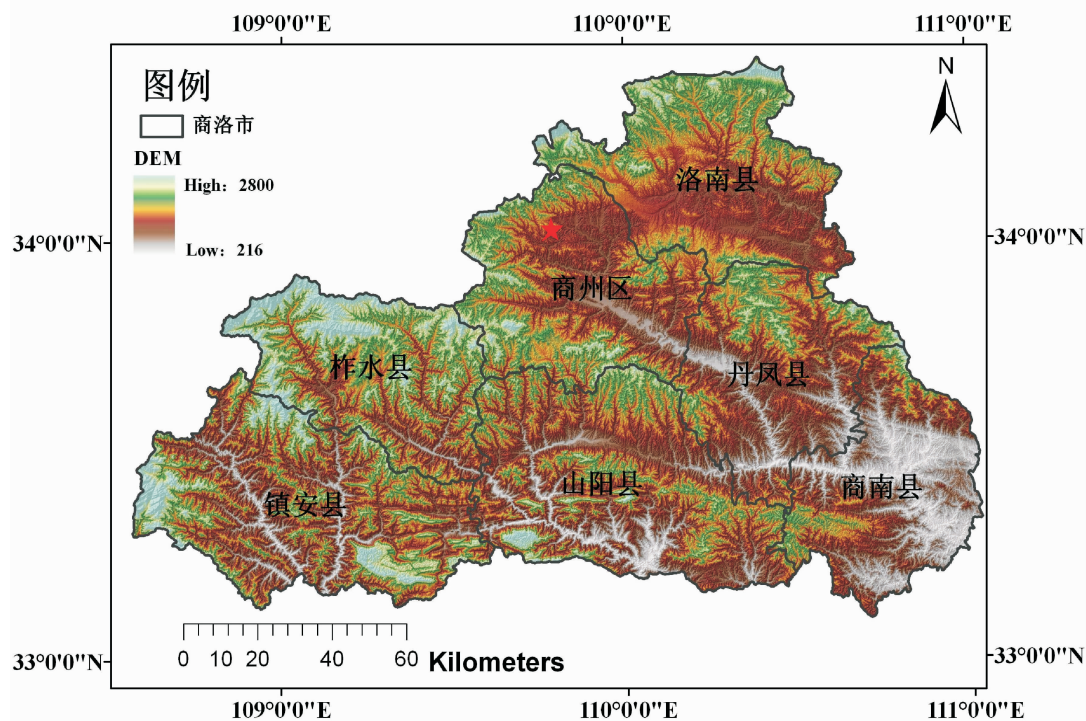 109°0'0"E 110°0'0"E 111°0'0"E
图例
商洛市
DEM
High: 2800
Low: 216
N
洛南县
34°0'0"N 34°0'0"N
商州区
柞水县
丹凤县
镇安县
山阳县
商南县
0 10 20 40 60 Kilometers
33°0'0"N 33°0'0"N
109°0'0"E 110°0'0"E 111°0'0"E